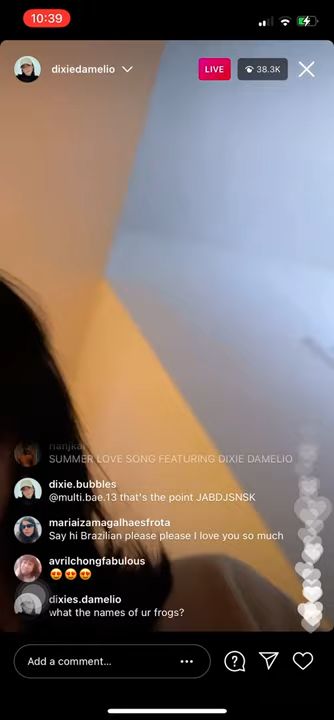 10:39
dixiedamelio
LIVE
38.3K
SUMMER LOVE SONG FEATURING DIXIE DAMELIO
dixie.bubbles
@multi.bae.13 that's the point JABDJSNSK
mariaizamagalhaesfrota
Say hi Brazilian please please I love you so much
avrilchongfabulous
😍😍😍
dixies.damelio
what the names of ur frogs?
Add a comment...